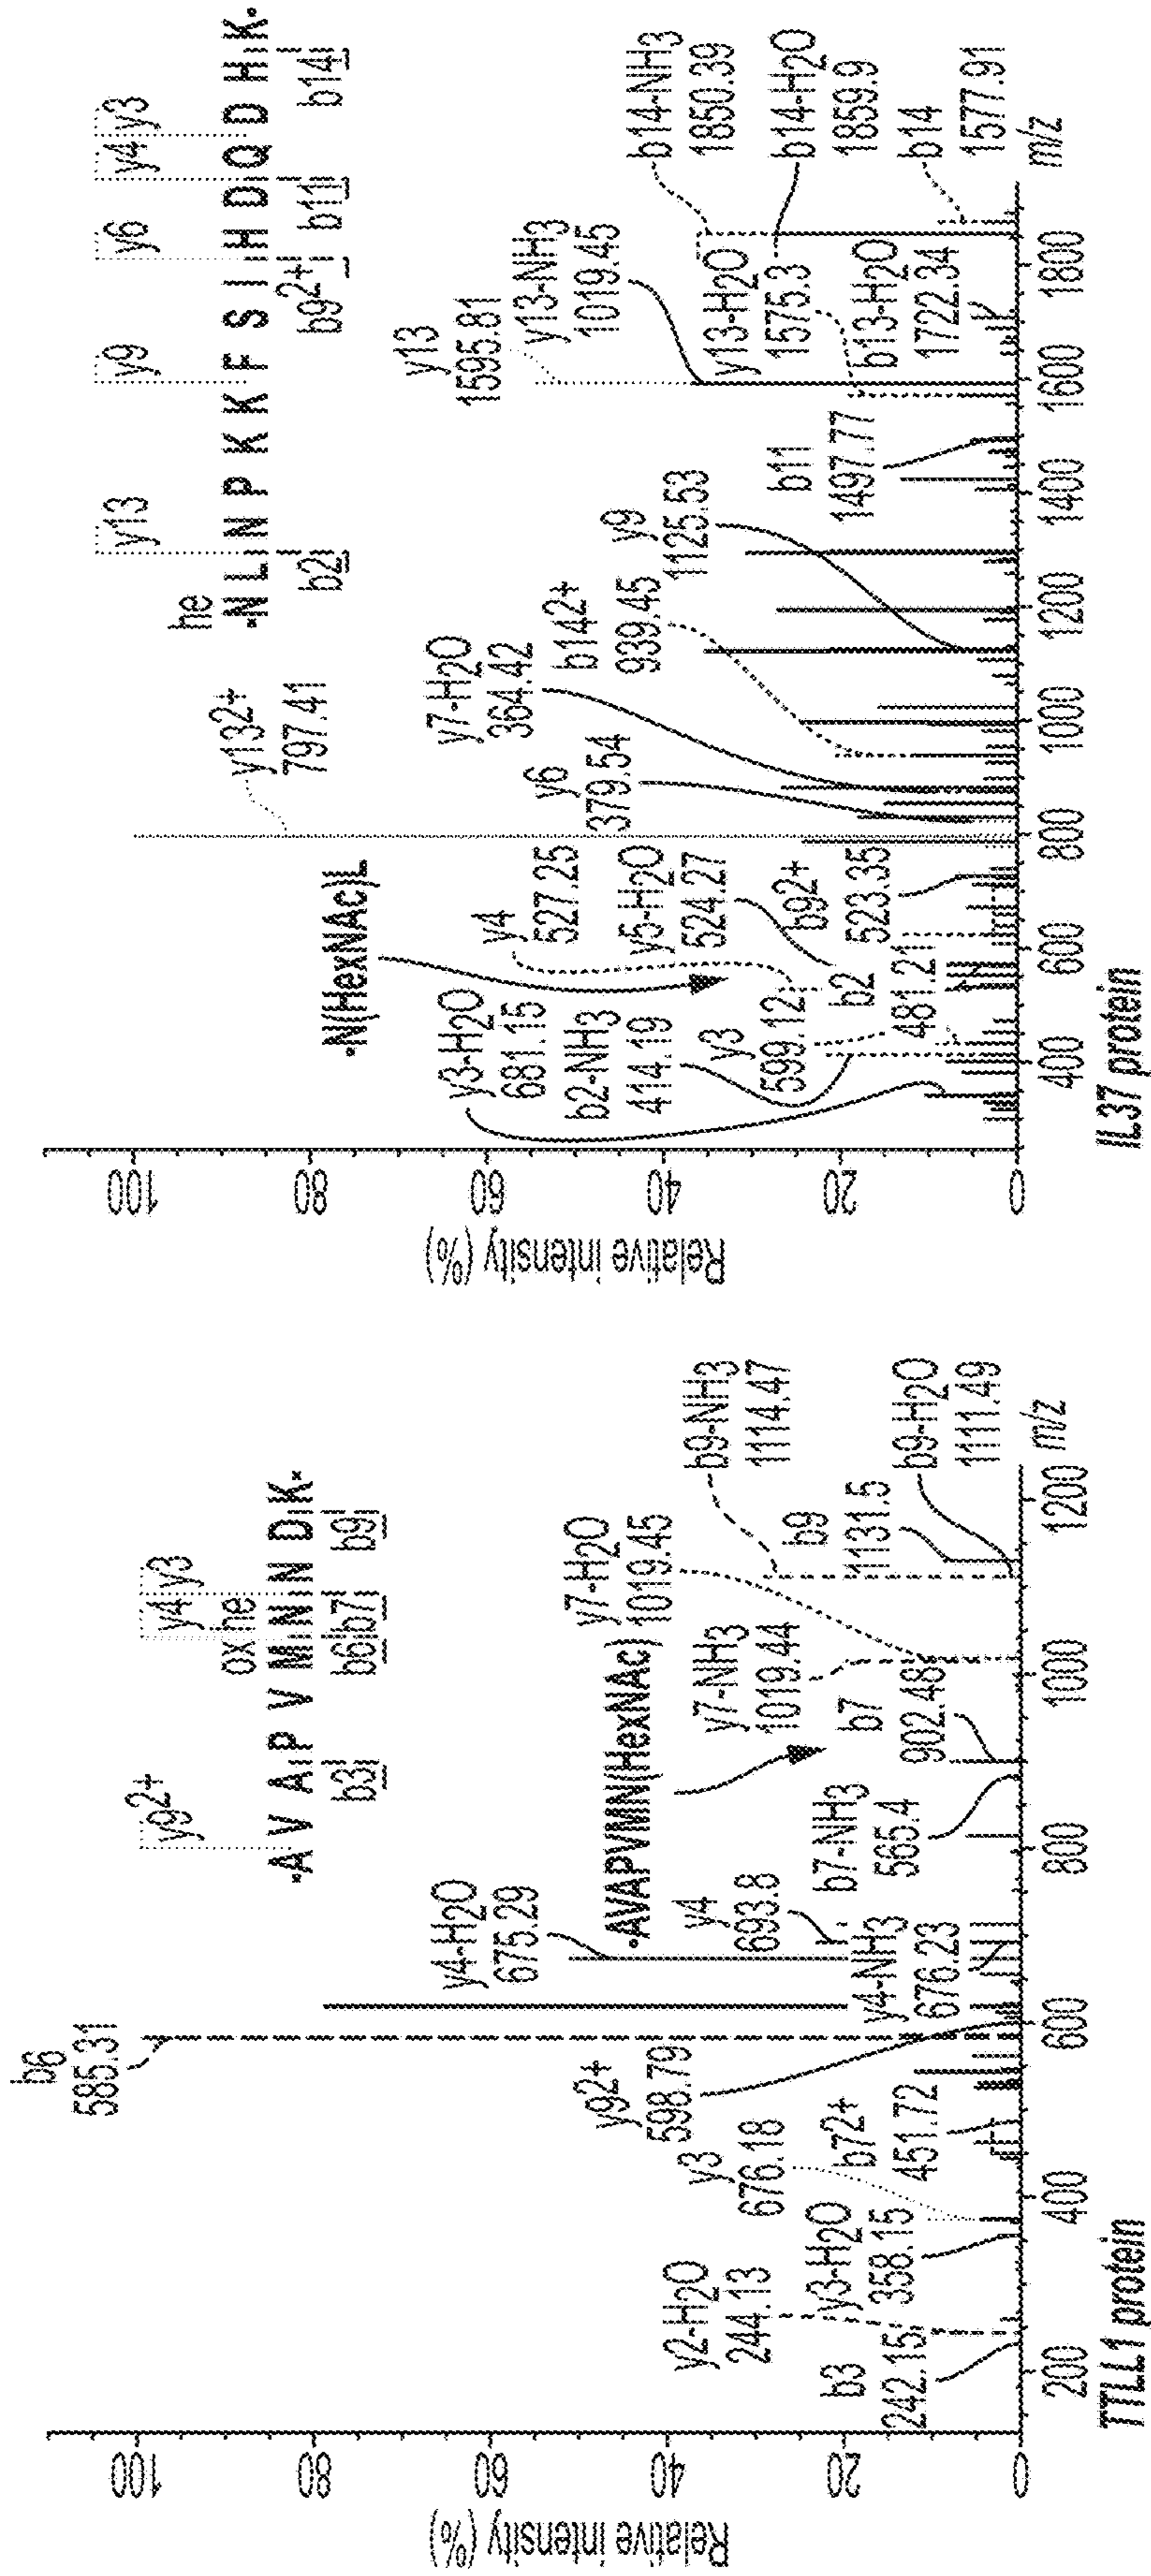 b6
585.31
y4-H2O
675.29
y9 2+
y4 y3
ox he
·A V A P V M N N D K·
b3
b6 b7
b9
·AVAPVMN(HexNAc)
y9 2+
598.79
y3
676.18
y2-H2O
244.13
b3
242.15
y3-H2O
358.15
b7 2+
451.72
y4
693.8
y4-NH3
676.23
b7-NH3
565.4
y7-NH3
1019.44
b7
902.48
y7-H2O
1019.45
b9-NH3
1114.47
b9
1131.5
b9-H2O
1111.49
Relative intensity (%)
100
80
60
40
20
0
200
400
600
800
1000
1200
m/z
TTLL1 protein
y13
y9
y6
y4
y3
he
·N L N P K K F S I H D Q D H K·
b2
b9 2+
b11
b14
y13 2+
797.41
·N(HexNAc)L
y3-H2O
681.15
b2-NH3
414.19
y3
599.12
y4
527.25
y5-H2O
524.27
b2
481.21
b9 2+
523.35
y6
379.54
y7-H2O
364.42
b14 2+
939.45
y9
1125.53
b11
1497.77
y13
1595.81
y13-NH3
1019.45
y13-H2O
1575.3
b13-H2O
1722.34
b14-NH3
1850.39
b14-H2O
1859.9
b14
1577.91
Relative intensity (%)
100
80
60
40
20
0
400
600
800
1000
1200
1400
1600
1800
m/z
IL37 protein